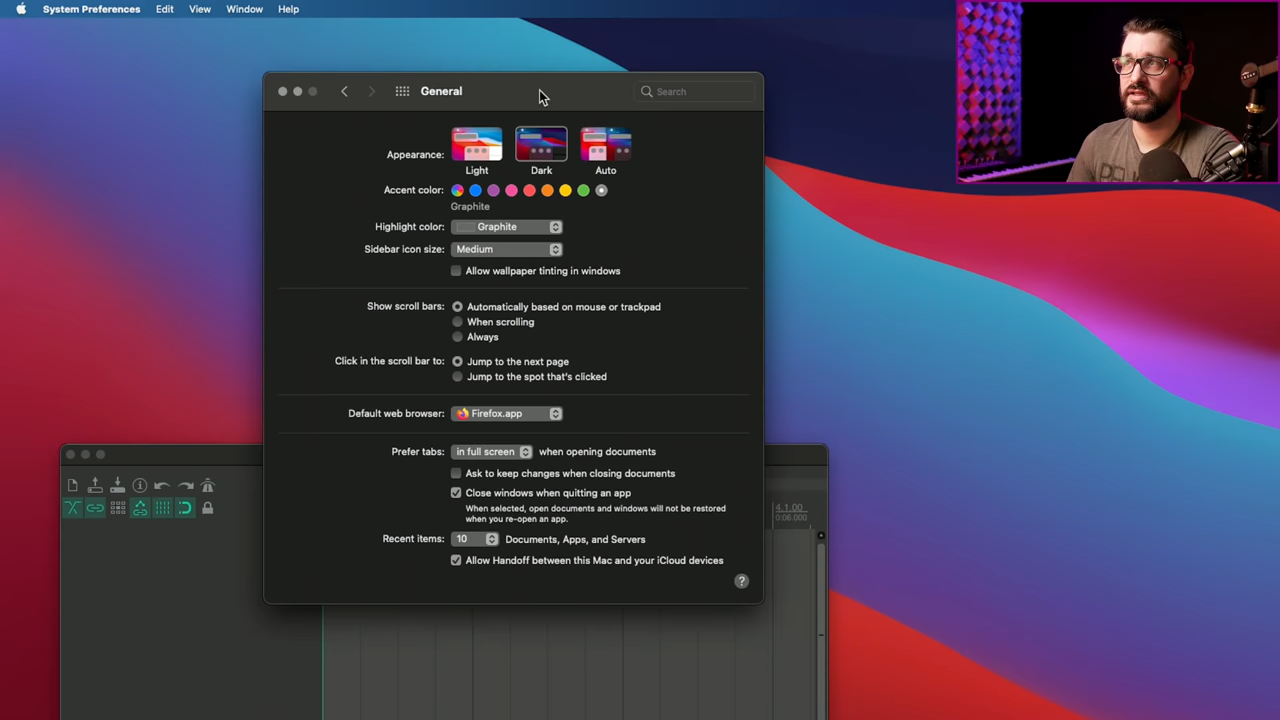 System Preferences Edit View Window Help
General
Search
Appearance:
Light Dark Auto
Accent color:
Graphite
Highlight color: Graphite
Sidebar icon size: Medium
Allow wallpaper tinting in windows
Show scroll bars: Automatically based on mouse or trackpad
When scrolling
Always
Click in the scroll bar to: Jump to the next page
Jump to the spot that's clicked
Default web browser: Firefox.app
Prefer tabs: in full screen when opening documents
Ask to keep changes when closing documents
Close windows when quitting an app
When selected, open documents and windows will not be restored
when you re-open an app.
Recent items: 10 Documents, Apps, and Servers
Allow Handoff between this Mac and your iCloud devices
?
4.1.00
0:06.000